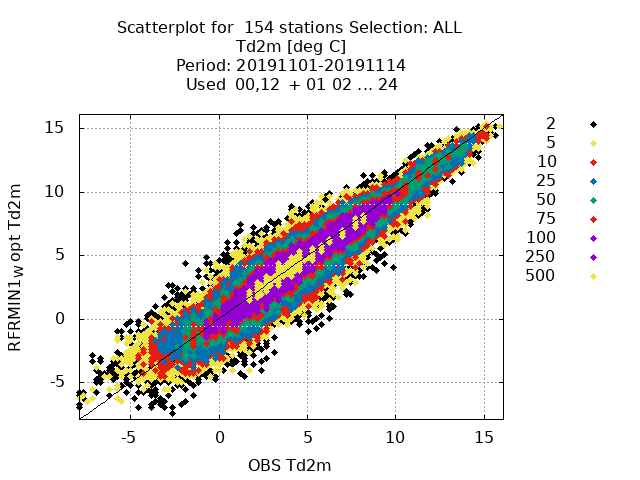 Scatterplot for 154 stations Selection: ALL
Td2m [deg C]
Period: 20191101-20191114
Used 00,12 + 01 02 ... 24
15
10
5
0
-5
-5 0 5 10 15
RFRMIN1w opt Td2m
OBS Td2m
2
5
10
25
50
75
100
250
500